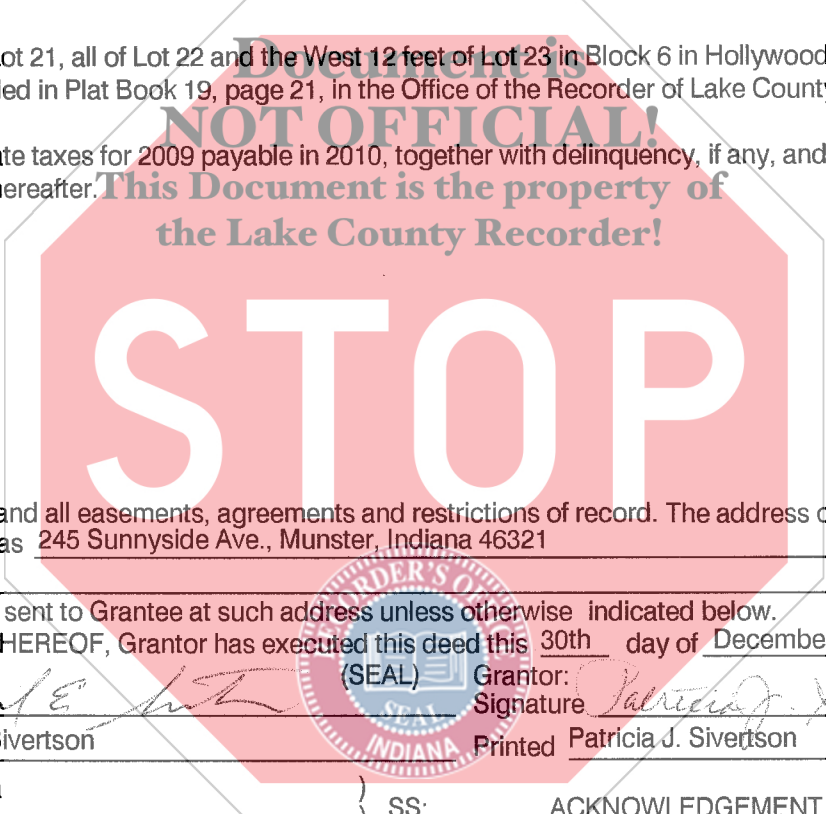 ot 21, all of Lot 22 and the West 12 feet of Lot 23 in Block 6 in Hollywood
Document is
ed in Plat Book 19, page 21, in the Office of the Recorder of Lake County
NOT OFFICIAL!
te taxes for 2009 payable in 2010, together with delinquency, if any, and
ereafter.
This Document is the property of
the Lake County Recorder!
STOP
and all easements, agreements and restrictions of record. The address o
as 245 Sunnyside Ave., Munster, Indiana 46321
sent to Grantee at such address unless otherwise indicated below.
HEREOF, Grantor has executed this deed this 30th day of Decembe
(SEAL) Grantor:
Signature Patricia J.
ivertson Printed Patricia J. Sivertson
SS: ACKNOWLEDGEMENT
RECORDER'S OFFICE
SEAL
INDIANA